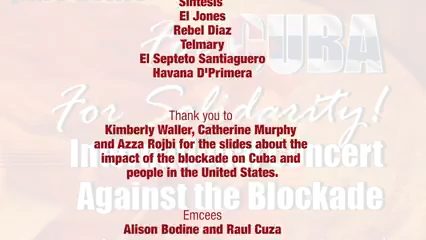 Síntesis
El Jones
Rebel Diaz
Telmary
El Septeto Santiaguero
Havana D'Primera
For CUBA
For Solidarity!
Thank you to
Kimberly Waller, Catherine Murphy
and Azza Rojbi for the slides about the
impact of the blockade on Cuba and
people in the United States.
Against the Blockade
Emcees
Alison Bodine and Raul Cuza